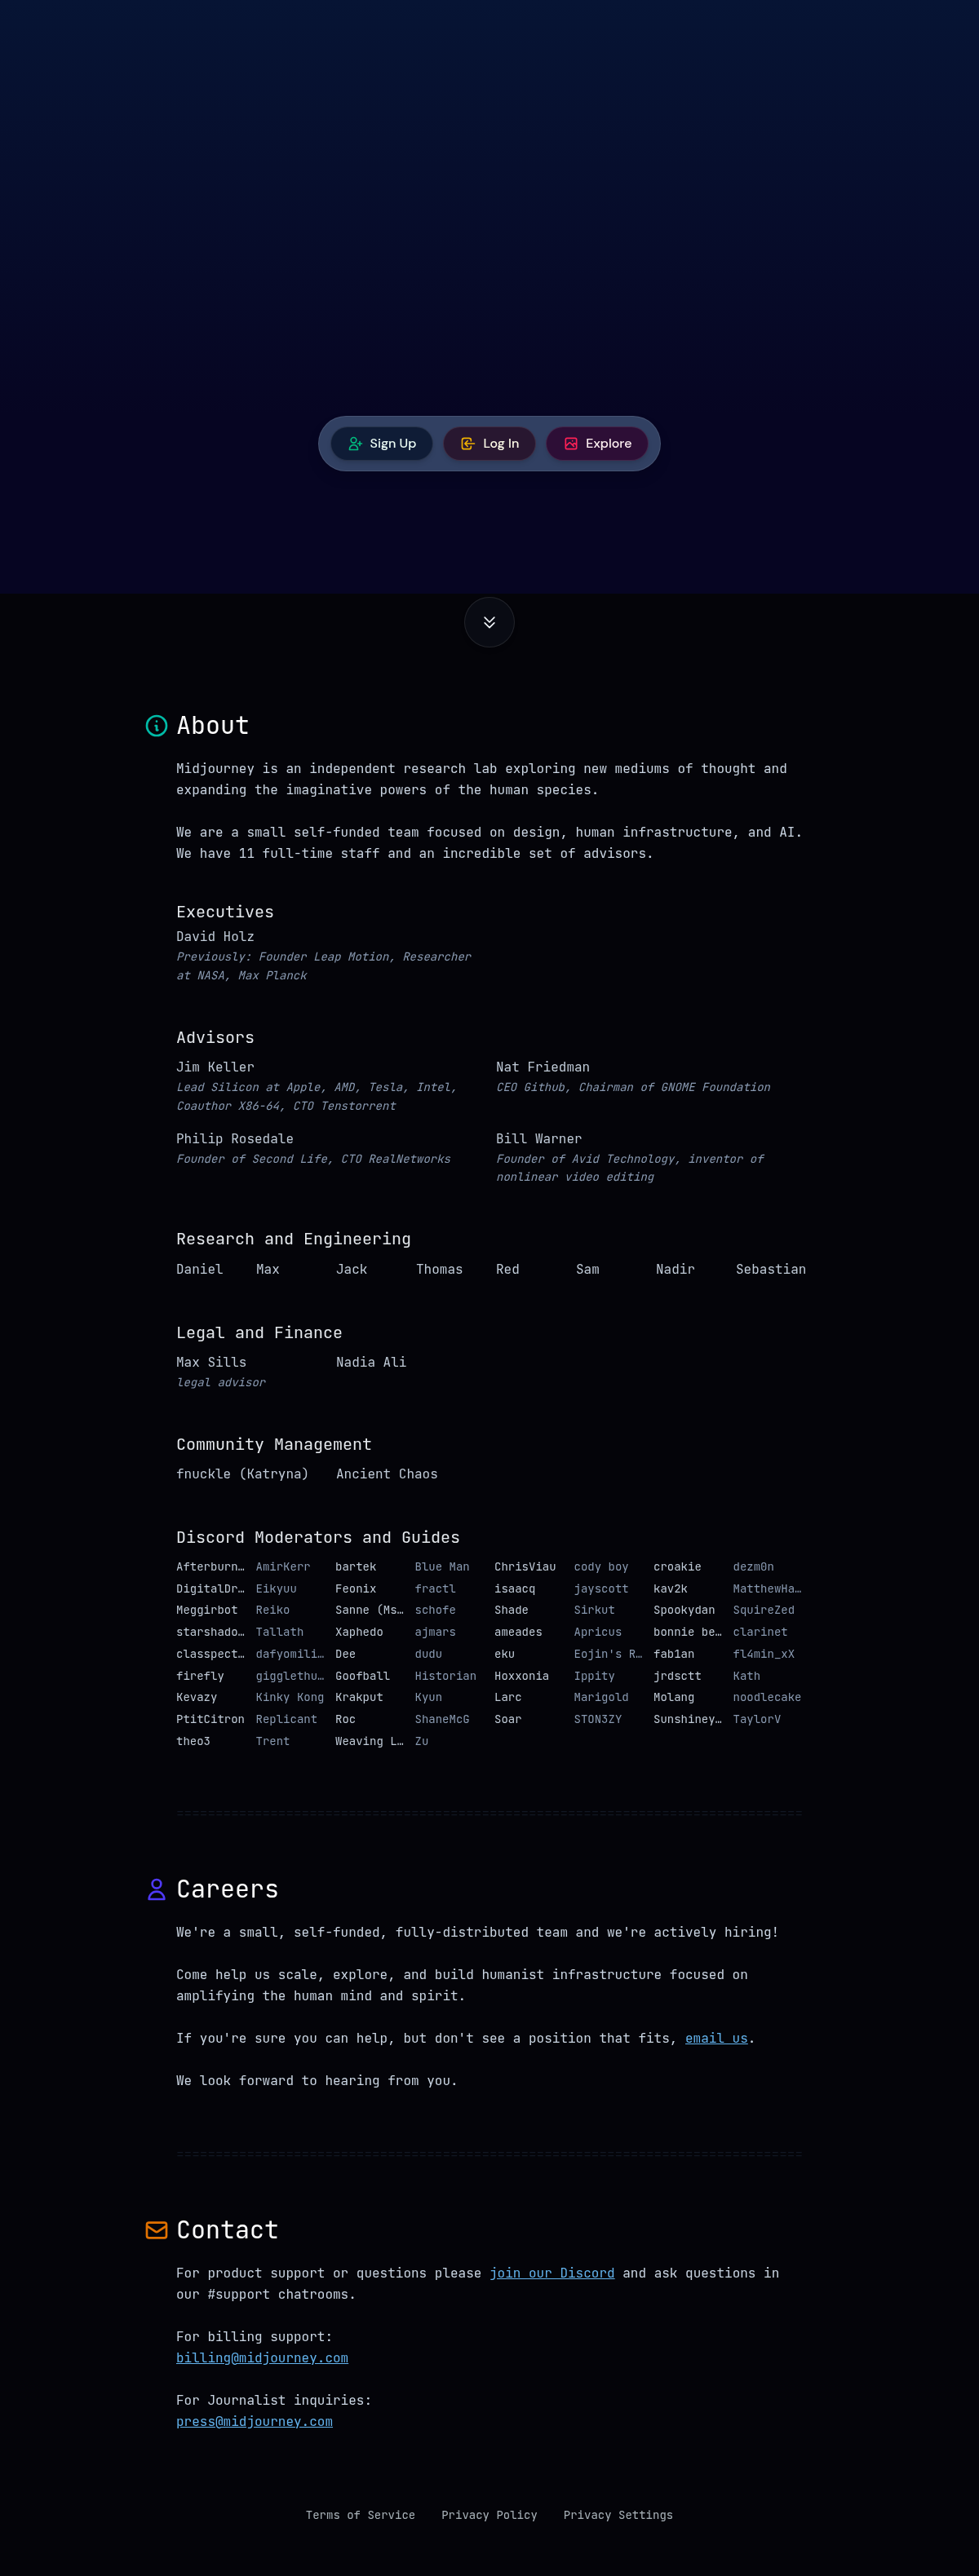 Sign Up Log In Explore
About
Midjourney is an independent research lab exploring new mediums of thought and
expanding the imaginative powers of the human species.
We are a small self-funded team focused on design, human infrastructure, and AI.
We have 11 full-time staff and an incredible set of advisors.
Executives
David Holz
Previously: Founder Leap Motion, Researcher
at NASA, Max Planck
Advisors
Jim Keller
Lead Silicon at Apple, AMD, Tesla, Intel,
Coauthor X86-64, CTO Tenstorrent
Nat Friedman
CEO Github, Chairman of GNOME Foundation
Philip Rosedale
Founder of Second Life, CTO RealNetworks
Bill Warner
Founder of Avid Technology, inventor of
nonlinear video editing
Research and Engineering
Daniel Max Jack Thomas Red Sam Nadir Sebastian
Legal and Finance
Max Sills
legal advisor
Nadia Ali
Community Management
fnuckle (Katryna) Ancient Chaos
Discord Moderators and Guides
Afterburn… AmirKerr bartek Blue Man ChrisViau cody boy croakie dezm0n
DigitalDr… Eikyuu Feonix fractl isaacq jayscott kav2k MatthewHa…
Meggirbot Reiko Sanne (Ms… schofe Shade Sirkut Spookydan SquireZed
starshado… Tallath Xaphedo ajmars ameades Apricus bonnie be… clarinet
classpect… dafyomili… Dee dudu eku Eojin's R… fab1an fl4min_xX
firefly gigglethu… Goofball Historian Hoxxonia Ippity jrdsctt Kath
Kevazy Kinky Kong Krakput Kyun Larc Marigold Molang noodlecake
PtitCitron Replicant Roc ShaneMcG Soar STON3ZY Sunshiney… TaylorV
theo3 Trent Weaving L… Zu
================================================================================
Careers
We're a small, self-funded, fully-distributed team and we're actively hiring!
Come help us scale, explore, and build humanist infrastructure focused on
amplifying the human mind and spirit.
If you're sure you can help, but don't see a position that fits, email us.
We look forward to hearing from you.
================================================================================
Contact
For product support or questions please join our Discord and ask questions in
our #support chatrooms.
For billing support:
billing@midjourney.com
For Journalist inquiries:
press@midjourney.com
Terms of Service Privacy Policy Privacy Settings